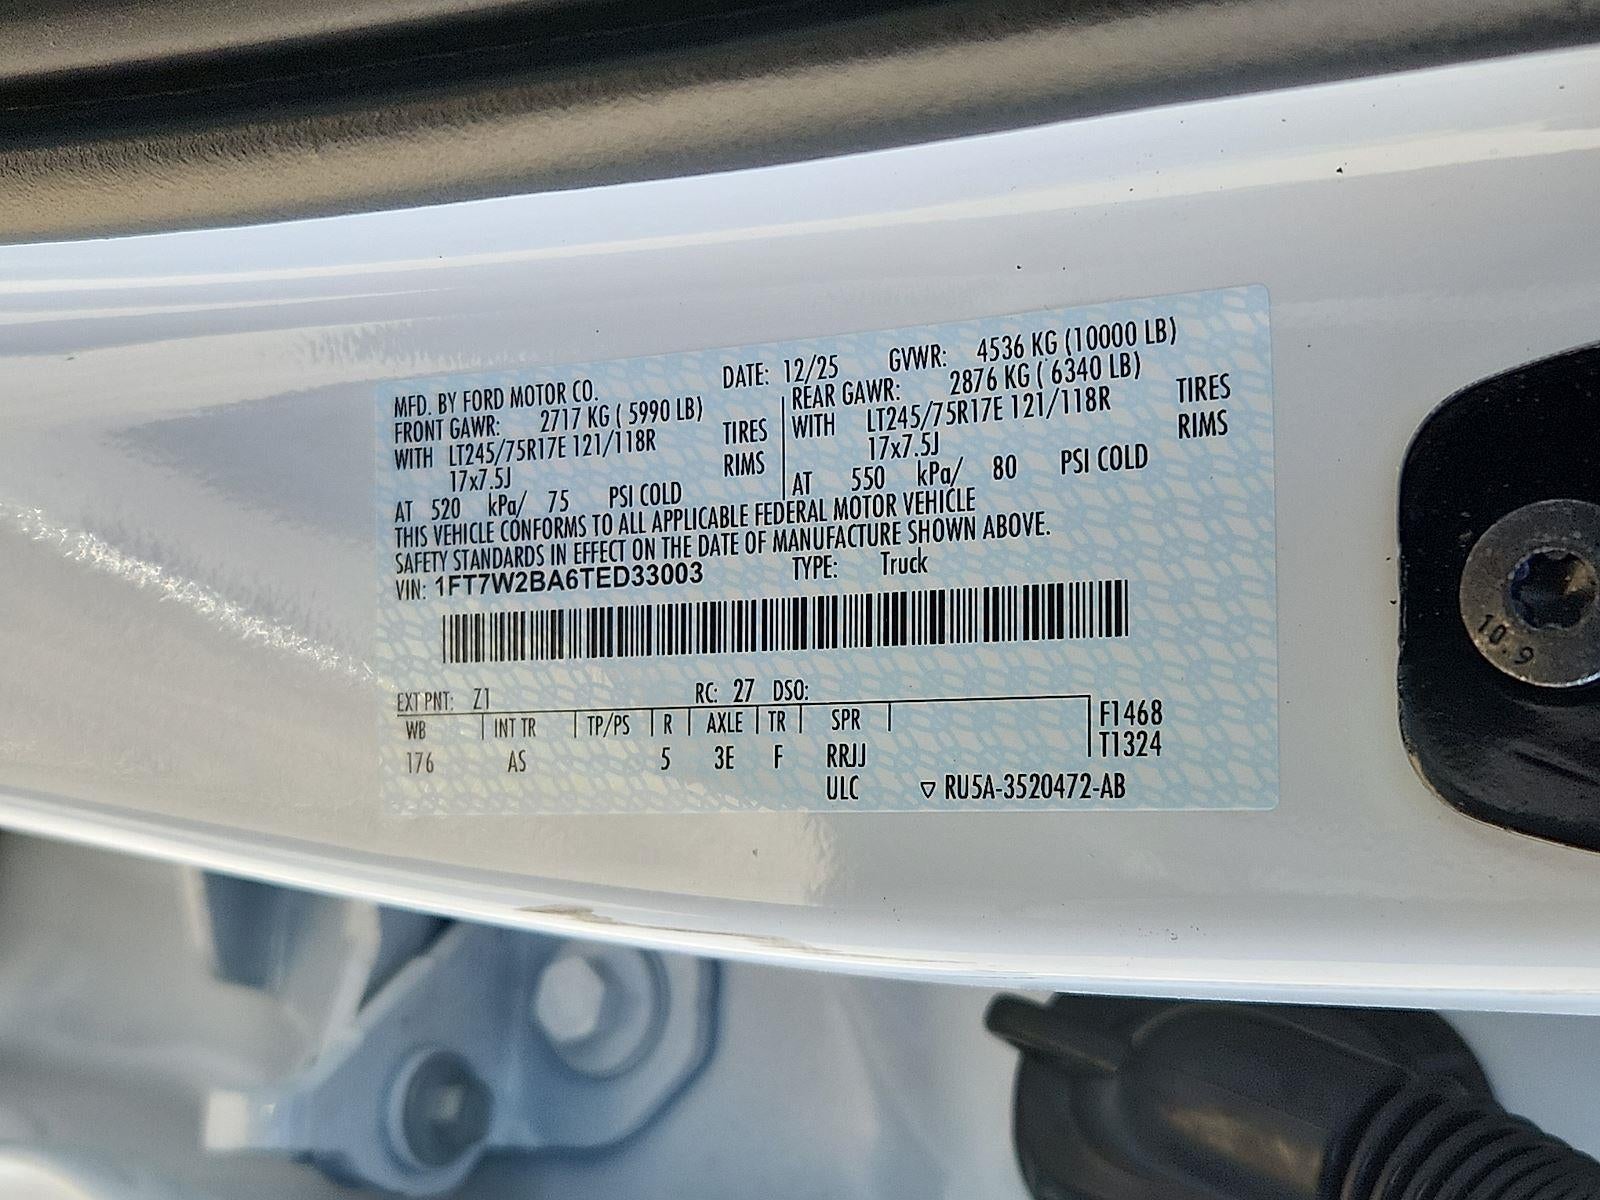 MFD. BY FORD MOTOR CO. DATE: 12/25 GVWR: 4536 KG (10000 LB)
FRONT GAWR: 2717 KG ( 5990 LB) REAR GAWR: 2876 KG ( 6340 LB)
WITH LT245/75R17E 121/118R TIRES WITH LT245/75R17E 121/118R TIRES
17x7.5J RIMS 17x7.5J RIMS
AT 520 kPa/ 75 PSI COLD AT 550 kPa/ 80 PSI COLD
THIS VEHICLE CONFORMS TO ALL APPLICABLE FEDERAL MOTOR VEHICLE
SAFETY STANDARDS IN EFFECT ON THE DATE OF MANUFACTURE SHOWN ABOVE.
VIN: 1FT7W2BA6TED33003 TYPE: Truck
EXT PNT: Z1 RC: 27 DSO:
WB INT TR TP/PS R AXLE TR SPR F1468
176 AS 5 3E F RRJJ T1324
ULC ▽ RU5A-3520472-AB
10.9